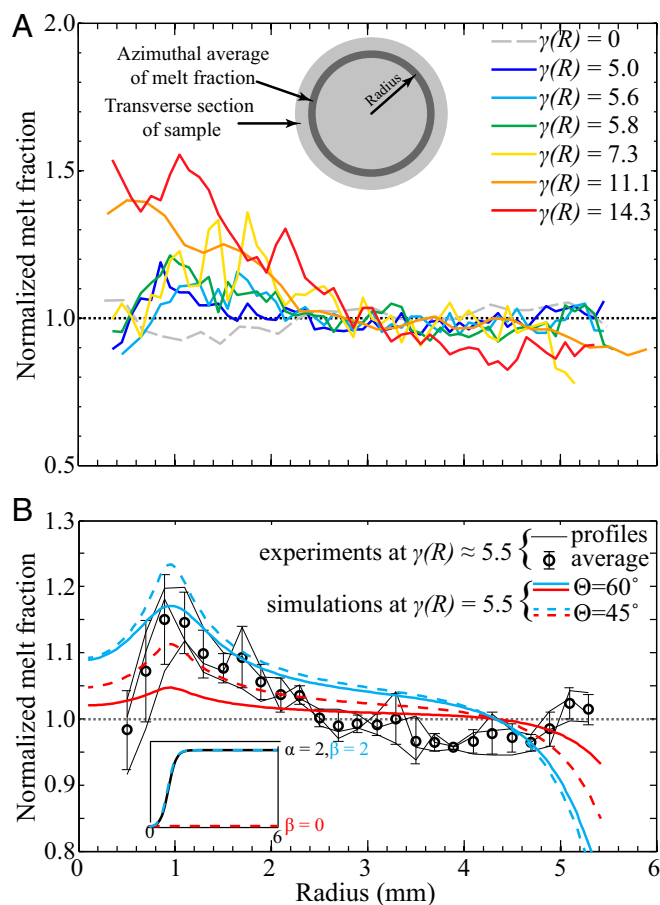 A
2.0
1.5
1.0
0.5
Normalized melt fraction
Azimuthal average
of melt fraction
Transverse section
of sample
Radius
γ(R) = 0
γ(R) = 5.0
γ(R) = 5.6
γ(R) = 5.8
γ(R) = 7.3
γ(R) = 11.1
γ(R) = 14.3
B
1.3
1.2
1.1
1.0
0.9
0.8
Normalized melt fraction
experiments at γ(R) ≈ 5.5 { profiles
average
simulations at γ(R) = 5.5 { Θ=60°
Θ=45°
α = 2, β = 2
β = 0
0 6
0 1 2 3 4 5 6
Radius (mm)